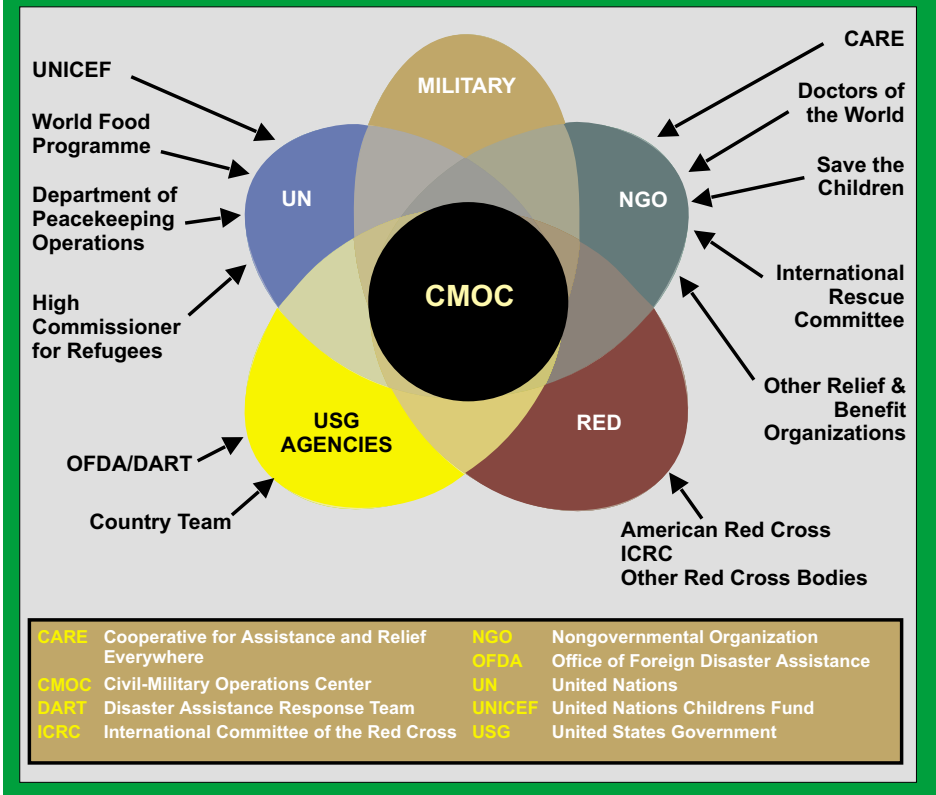 MILITARY
CARE
UNICEF
Doctors of
the World
World Food
Programme
Save the
Children
UN
NGO
Department of
Peacekeeping
Operations
International
Rescue
Committee
CMOC
High
Commissioner
for Refugees
Other Relief &
Benefit
Organizations
USG
AGENCIES
RED
OFDA/DART
Country Team
American Red Cross
ICRC
Other Red Cross Bodies
CARE Cooperative for Assistance and Relief
Everywhere
CMOC Civil-Military Operations Center
DART Disaster Assistance Response Team
ICRC International Committee of the Red Cross
NGO Nongovernmental Organization
OFDA Office of Foreign Disaster Assistance
UN United Nations
UNICEF United Nations Childrens Fund
USG United States Government